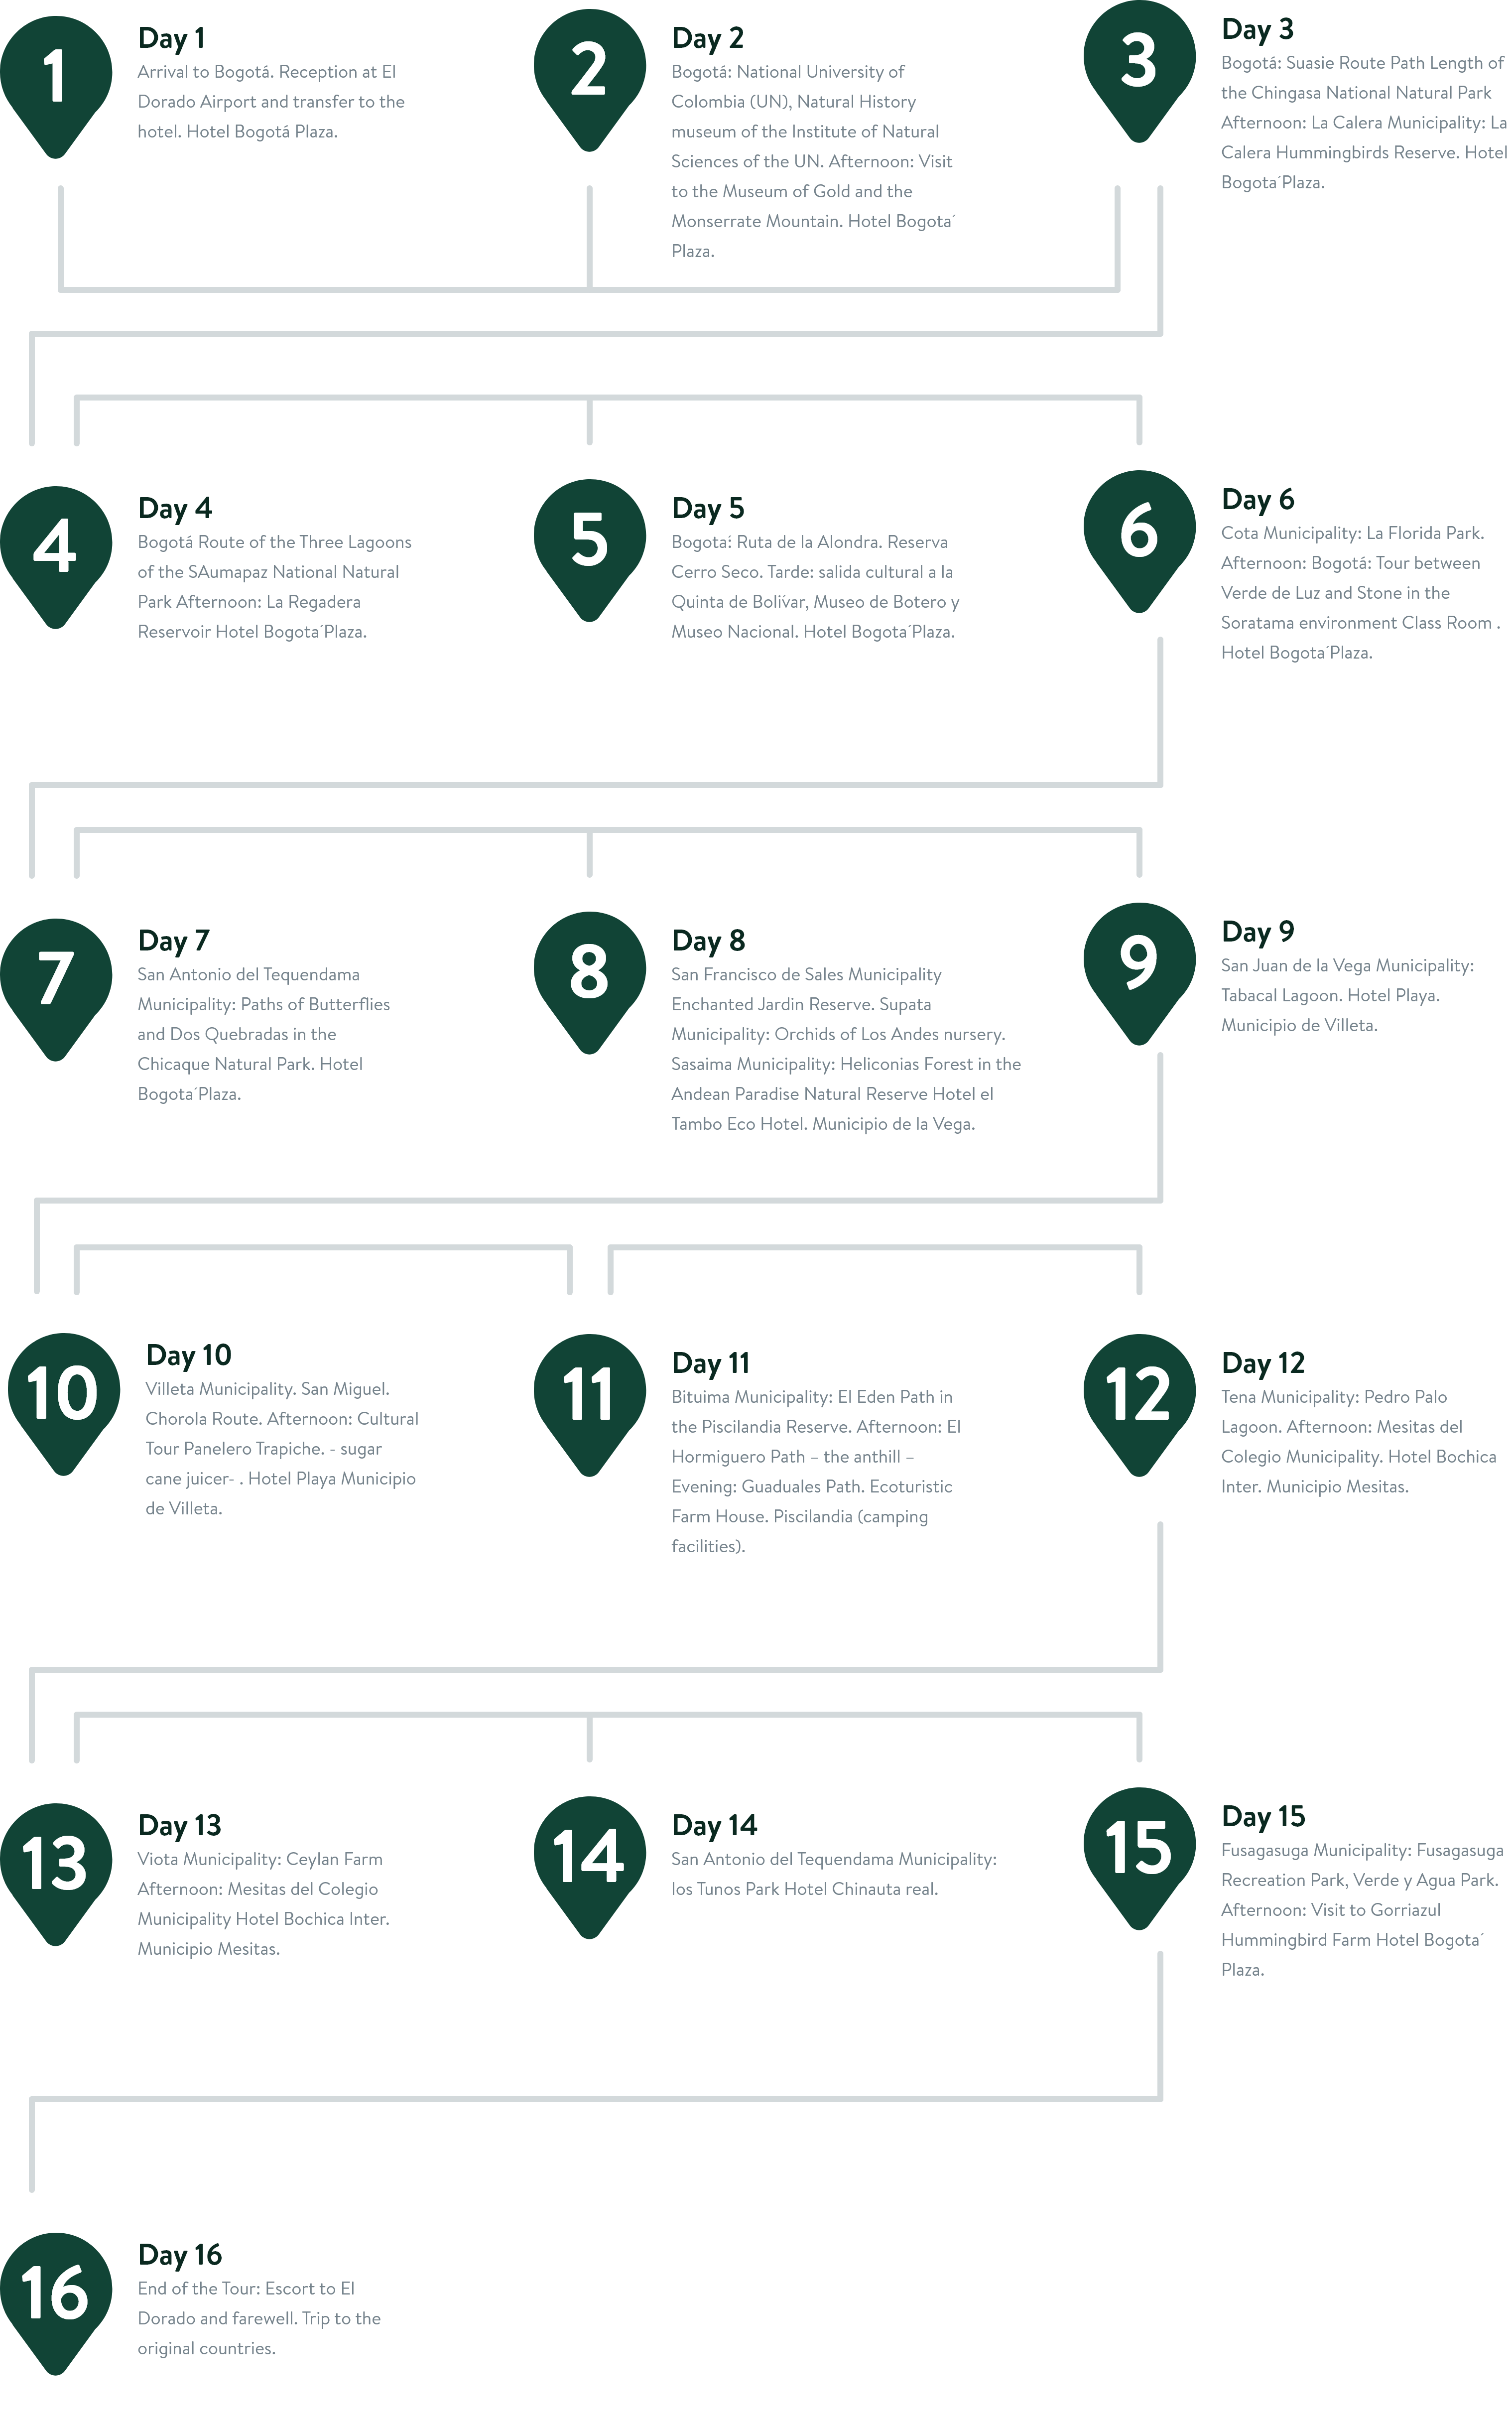 1
Day 1
Arrival to Bogotá. Reception at El
Dorado Airport and transfer to the
hotel. Hotel Bogotá Plaza.
2
Day 2
Bogotá: National University of
Colombia (UN), Natural History
museum of the Institute of Natural
Sciences of the UN. Afternoon: Visit
to the Museum of Gold and the
Monserrate Mountain. Hotel Bogota´
Plaza.
3
Day 3
Bogotá: Suasie Route Path Length of
the Chingasa National Natural Park
Afternoon: La Calera Municipality: La
Calera Hummingbirds Reserve. Hotel
Bogota´Plaza.
4
Day 4
Bogotá Route of the Three Lagoons
of the SAumapaz National Natural
Park Afternoon: La Regadera
Reservoir Hotel Bogota´Plaza.
5
Day 5
Bogotá: Ruta de la Alondra. Reserva
Cerro Seco. Tarde: salida cultural a la
Quinta de Bolívar, Museo de Botero y
Museo Nacional. Hotel Bogota´Plaza.
6
Day 6
Cota Municipality: La Florida Park.
Afternoon: Bogotá: Tour between
Verde de Luz and Stone in the
Soratama environment Class Room .
Hotel Bogota´Plaza.
7
Day 7
San Antonio del Tequendama
Municipality: Paths of Butterflies
and Dos Quebradas in the
Chicaque Natural Park. Hotel
Bogota´Plaza.
8
Day 8
San Francisco de Sales Municipality
Enchanted Jardin Reserve. Supata
Municipality: Orchids of Los Andes nursery.
Sasaima Municipality: Heliconias Forest in the
Andean Paradise Natural Reserve Hotel el
Tambo Eco Hotel. Municipio de la Vega.
9
Day 9
San Juan de la Vega Municipality:
Tabacal Lagoon. Hotel Playa.
Municipio de Villeta.
10
Day 10
Villeta Municipality. San Miguel.
Chorola Route. Afternoon: Cultural
Tour Panelero Trapiche. - sugar
cane juicer- . Hotel Playa Municipio
de Villeta.
11
Day 11
Bituima Municipality: El Eden Path in
the Piscilandia Reserve. Afternoon: El
Hormiguero Path – the anthill –
Evening: Guaduales Path. Ecoturistic
Farm House. Piscilandia (camping
facilities).
12
Day 12
Tena Municipality: Pedro Palo
Lagoon. Afternoon: Mesitas del
Colegio Municipality. Hotel Bochica
Inter. Municipio Mesitas.
13
Day 13
Viota Municipality: Ceylan Farm
Afternoon: Mesitas del Colegio
Municipality Hotel Bochica Inter.
Municipio Mesitas.
14
Day 14
San Antonio del Tequendama Municipality:
los Tunos Park Hotel Chinauta real.
15
Day 15
Fusagasuga Municipality: Fusagasuga
Recreation Park, Verde y Agua Park.
Afternoon: Visit to Gorriazul
Hummingbird Farm Hotel Bogota´
Plaza.
16
Day 16
End of the Tour: Escort to El
Dorado and farewell. Trip to the
original countries.